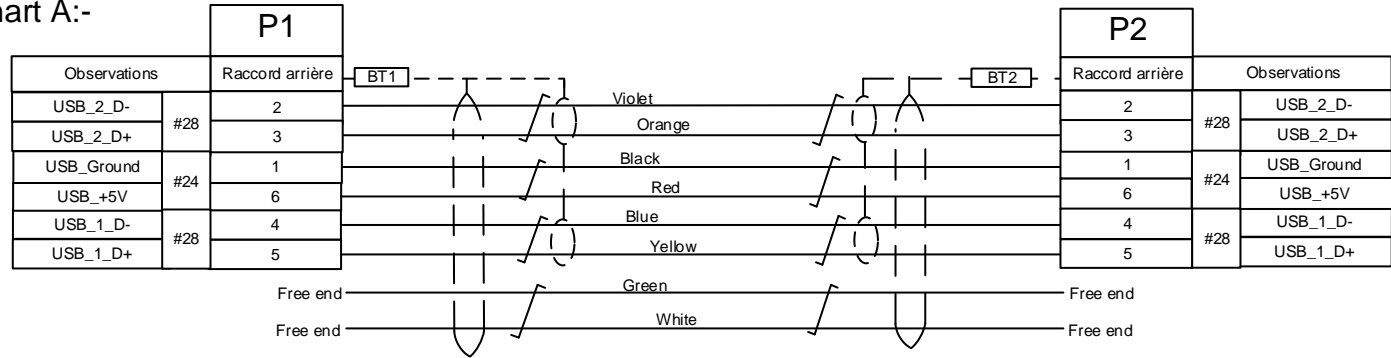 nart A:-
P1
P2
Observations Raccord arrière BT1 BT2 Raccord arrière Observations
USB_2_D- #28 2 Violet 2 #28 USB_2_D-
USB_2_D+ 3 Orange 3 USB_2_D+
USB_Ground #24 1 Black 1 #24 USB_Ground
USB_+5V 6 Red 6 USB_+5V
USB_1_D- #28 4 Blue 4 #28 USB_1_D-
USB_1_D+ 5 Yellow 5 USB_1_D+
Free end Green Free end
Free end White Free end